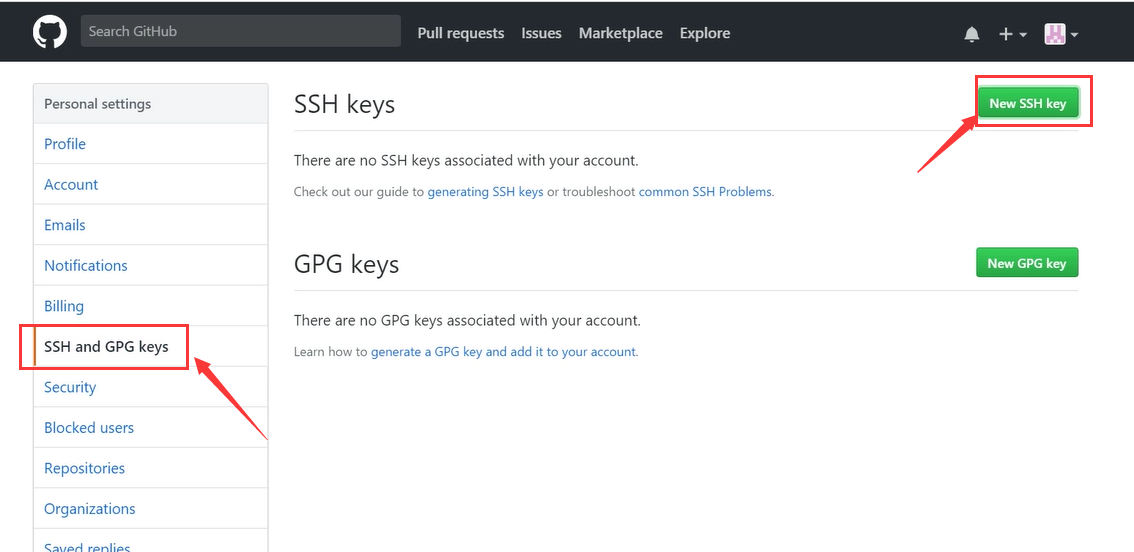 Search GitHub
Pull requests Issues Marketplace Explore
Personal settings
Profile
Account
Emails
Notifications
Billing
SSH and GPG keys
Security
Blocked users
Repositories
Organizations
Saved replies
SSH keys
New SSH key
There are no SSH keys associated with your account.
Check out our guide to generating SSH keys or troubleshoot common SSH Problems.
GPG keys
New GPG key
There are no GPG keys associated with your account.
Learn how to generate a GPG key and add it to your account.